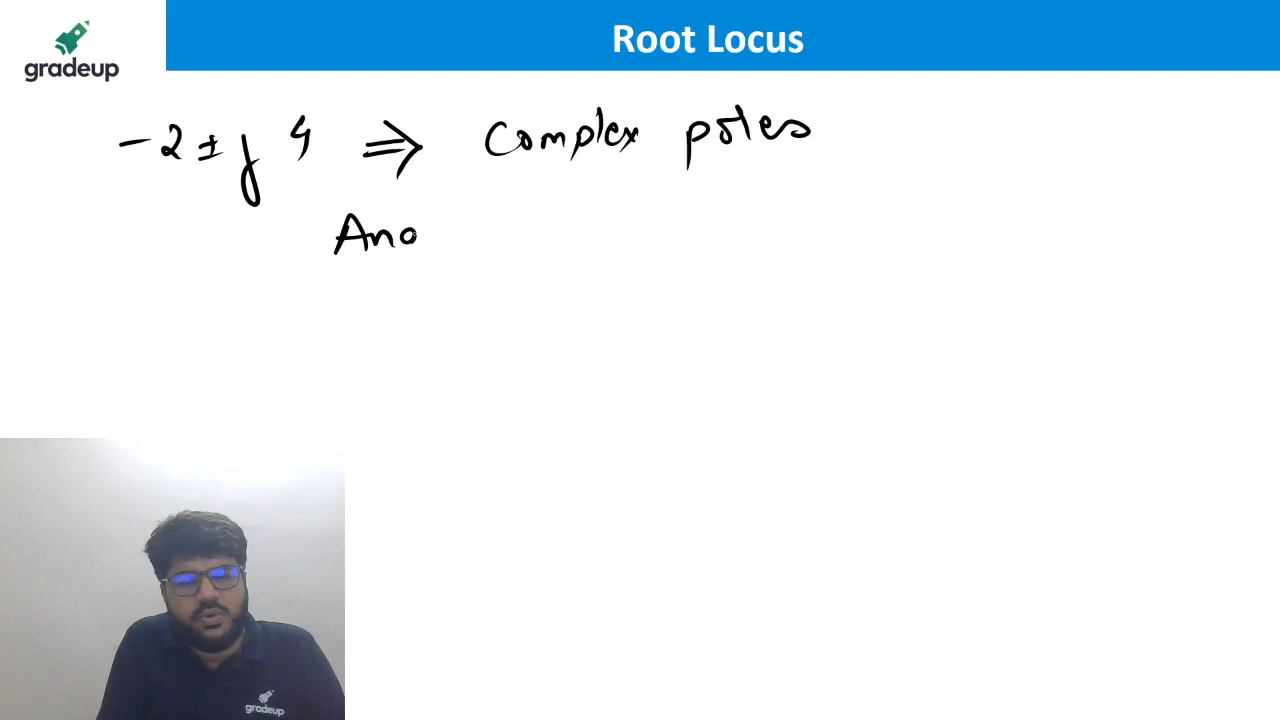 gradeup
Root Locus
-2 ± j 4 ⇒ Complex poles
Ano
gradeup